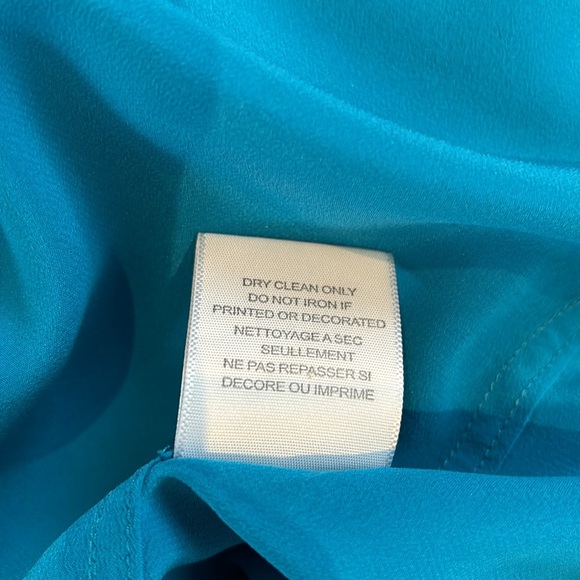 DRY CLEAN ONLY
DO NOT IRON IF
PRINTED OR DECORATED
NETTOYAGE A SEC
SEULLEMENT
NE PAS REPASSER SI
DECORE OU IMPRIME